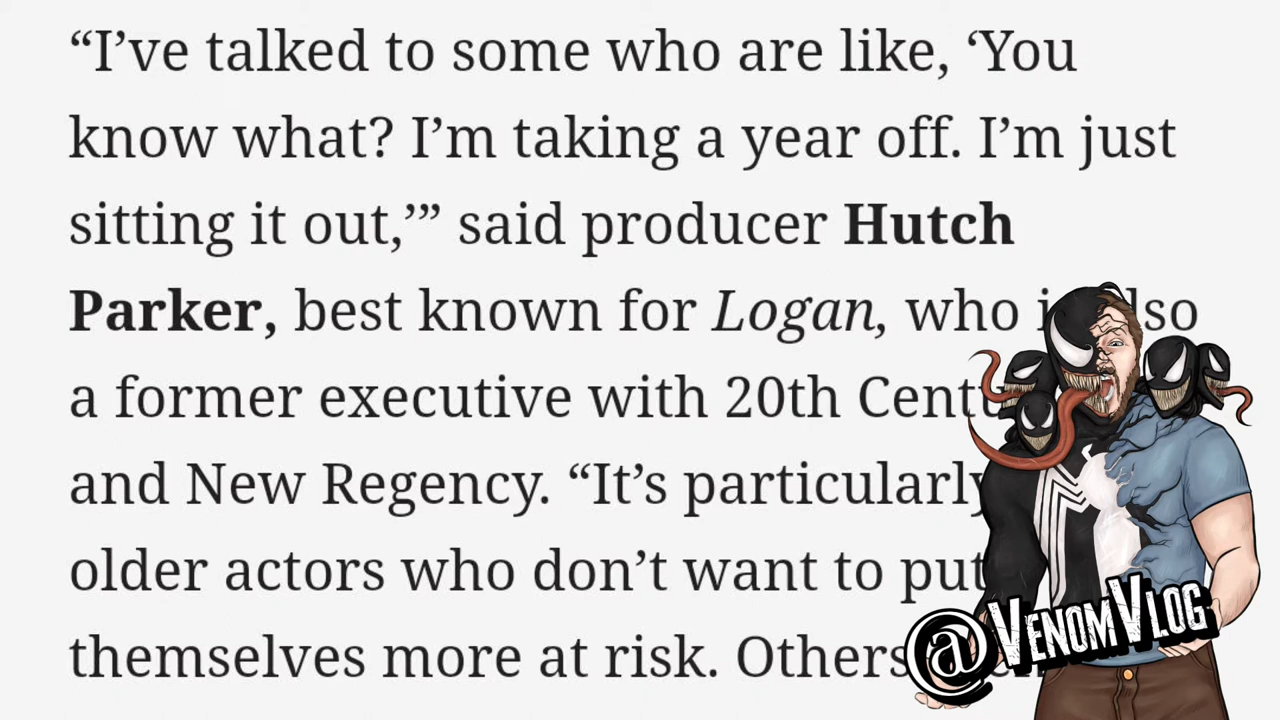 “I’ve talked to some who are like, ‘You
know what? I’m taking a year off. I’m just
sitting it out,’” said producer Hutch
Parker, best known for Logan, who
a former executive with 20th
and New Regency. “It’s particularly
older actors who don’t want to put
themselves more at risk. Others
@VenomVlog